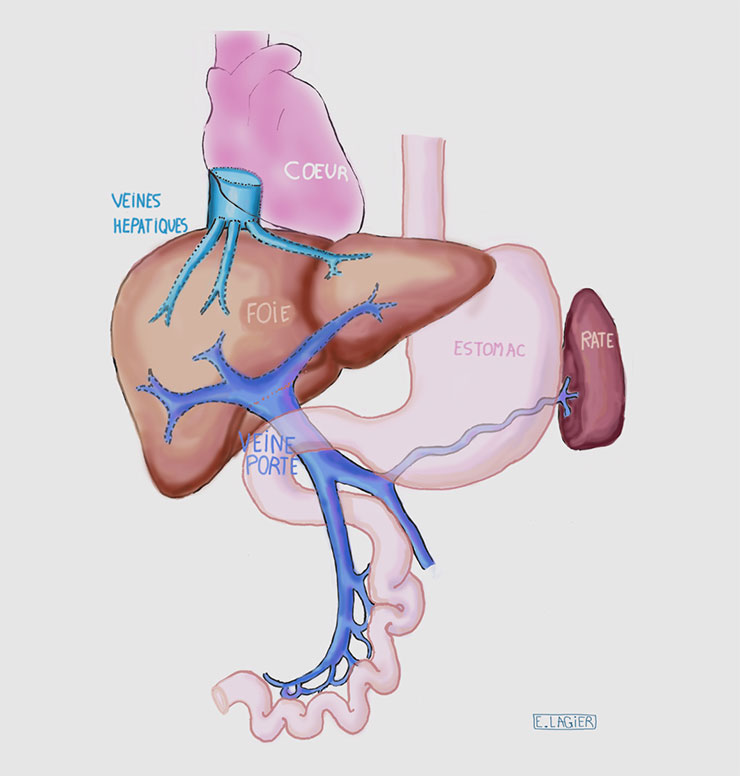 COEUR
VEINES
HEPATIQUES
FOIE
ESTOMAC
RATE
VEINE
PORTE
E.LAGIER